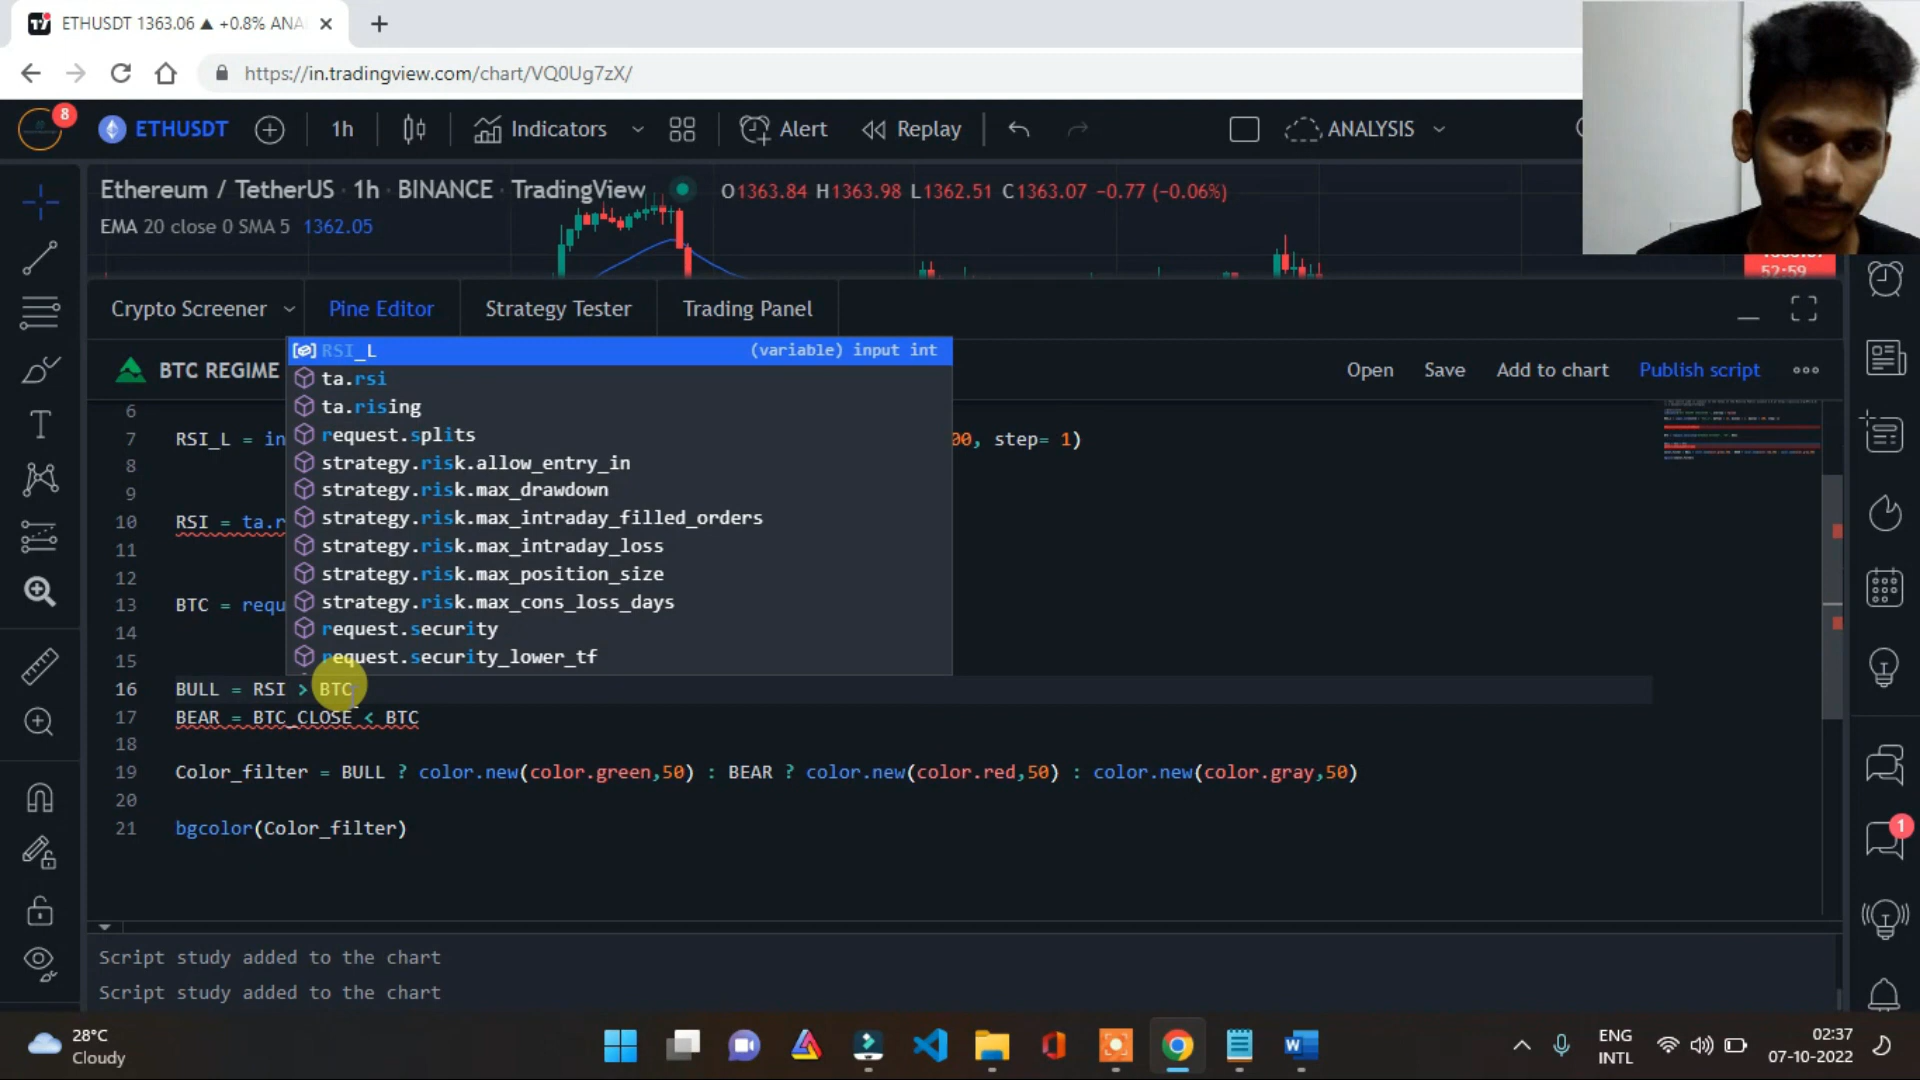 ETHUSDT 1363.06 ▲ +0.8% ANA
https://in.tradingview.com/chart/VQ0Ug7zX/
8
ETHUSDT
1h
Indicators
Alert
Replay
ANALYSIS
Ethereum / TetherUS · 1h · BINANCE · TradingView
O1363.84 H1363.98 L1362.51 C1363.07 −0.77 (−0.06%)
EMA 20 close 0 SMA 5 1362.05
52:59
Crypto Screener
Pine Editor
Strategy Tester
Trading Panel
BTC REGIME
Open
Save
Add to chart
Publish script
RSI_L (variable) input int
ta.rsi
ta.rising
request.splits
strategy.risk.allow_entry_in
strategy.risk.max_drawdown
strategy.risk.max_intraday_filled_orders
strategy.risk.max_intraday_loss
strategy.risk.max_position_size
strategy.risk.max_cons_loss_days
request.security
request.security_lower_tf
6
7 RSI_L = in 00, step= 1)
8
9
10 RSI = ta.r
11
12
13 BTC = requ
14
15
16 BULL = RSI > BTC
17 BEAR = BTC_CLOSE < BTC
18
19 Color_filter = BULL ? color.new(color.green,50) : BEAR ? color.new(color.red,50) : color.new(color.gray,50)
20
21 bgcolor(Color_filter)
Script study added to the chart
Script study added to the chart
1
28°C
Cloudy
ENG
INTL
02:37
07-10-2022